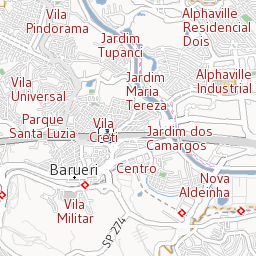 Vila
Pindorama
Alphaville
Residencial
Dois
Jardim
Tupanci
Vila
Universal
Jardim
Maria
Tereza
Alphaville
Industrial
Parque
Santa Luzia
Vila
Creti
Jardim dos
Camargos
Barueri
Centro
Nova
Aldeinha
Vila
Militar
SP 274